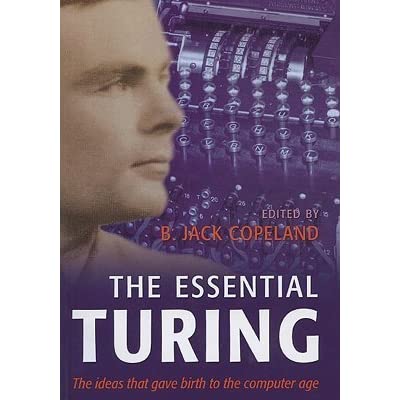 EDITED BY
B. JACK COPELAND
THE ESSENTIAL
TURING
The ideas that gave birth to the computer age